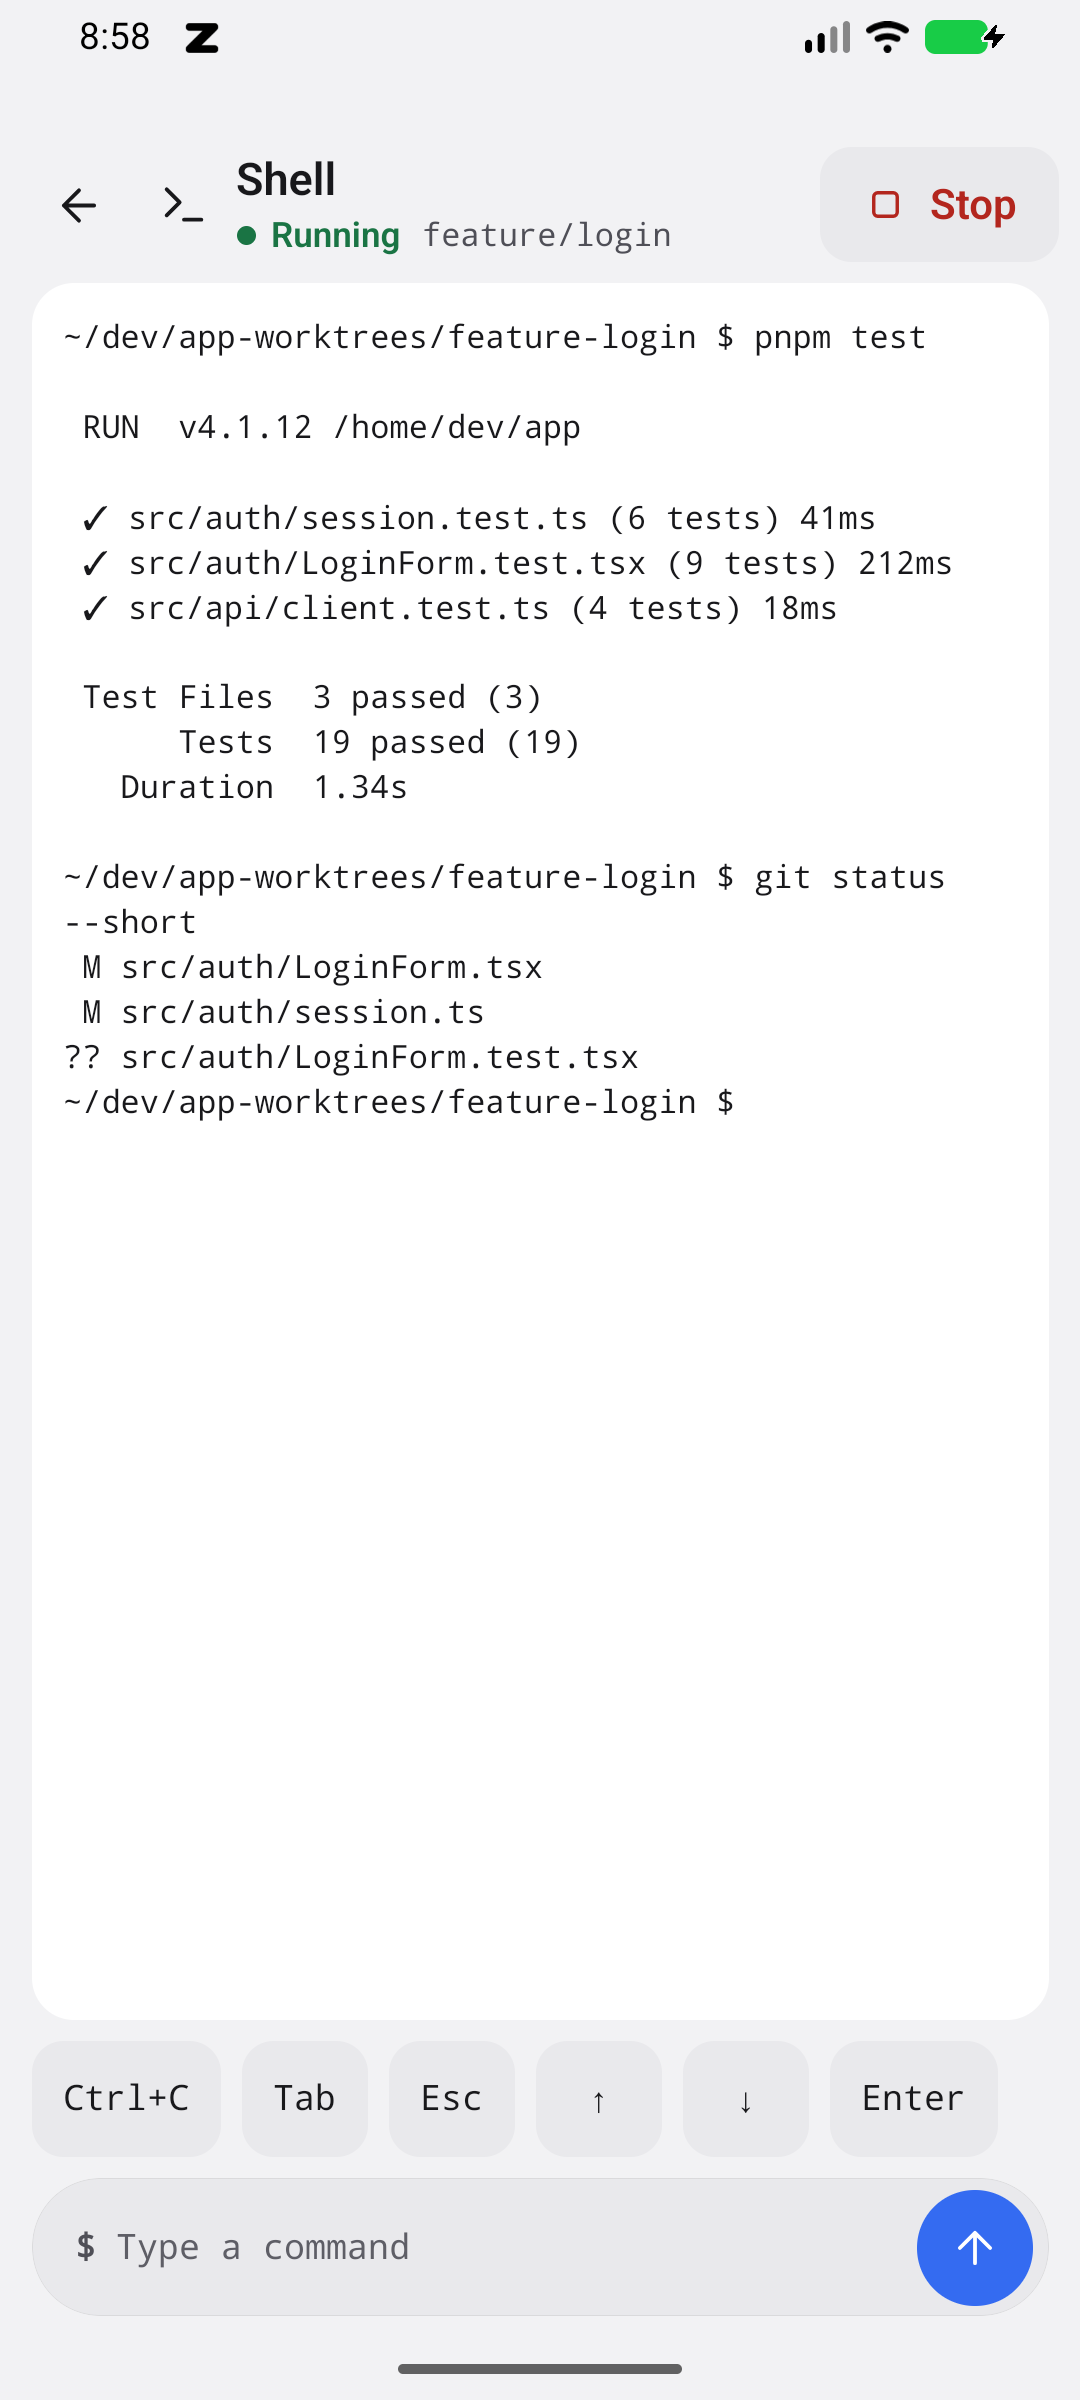 8:58
Shell
Running feature/login
Stop
~/dev/app-worktrees/feature-login $ pnpm test
RUN  v4.1.12 /home/dev/app
✓ src/auth/session.test.ts (6 tests) 41ms
✓ src/auth/LoginForm.test.tsx (9 tests) 212ms
✓ src/api/client.test.ts (4 tests) 18ms
Test Files  3 passed (3)
Tests  19 passed (19)
Duration  1.34s
~/dev/app-worktrees/feature-login $ git status
--short
M src/auth/LoginForm.tsx
M src/auth/session.ts
?? src/auth/LoginForm.test.tsx
~/dev/app-worktrees/feature-login $
Ctrl+C Tab Esc ↑ ↓ Enter
$ Type a command